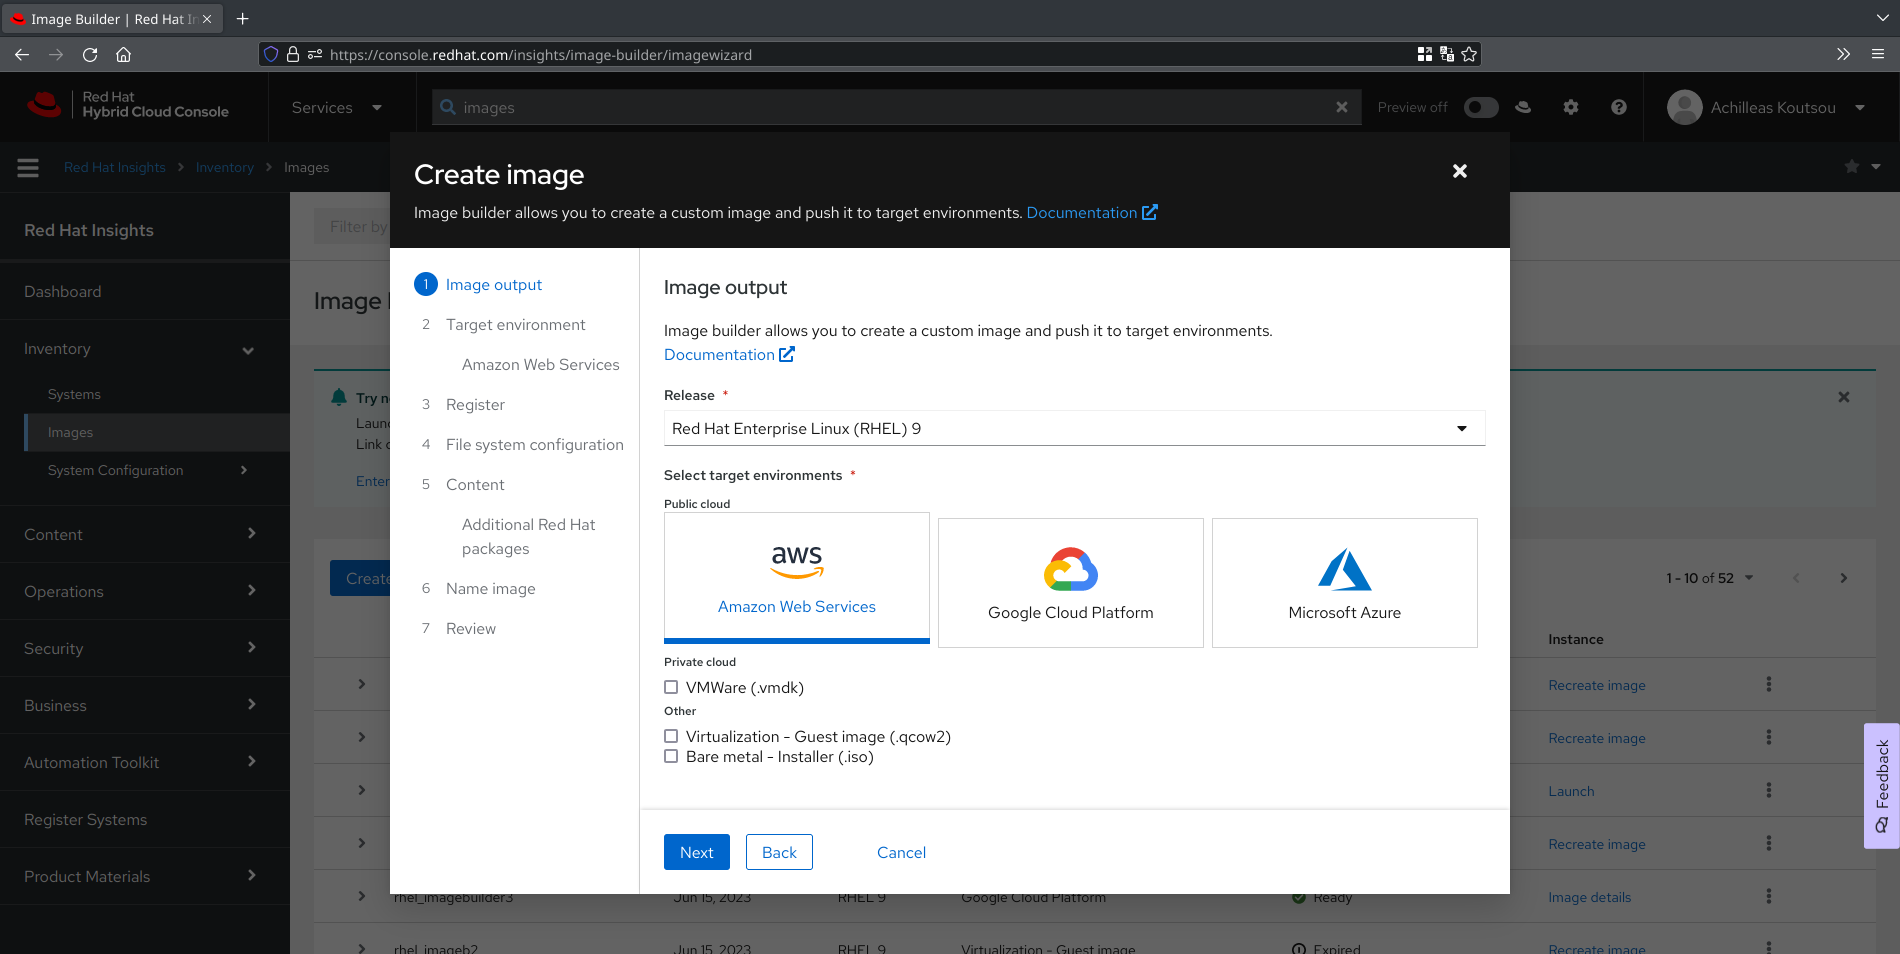 Image Builder | Red Hat In
https://console.redhat.com/insights/image-builder/imagewizard
Red Hat
Hybrid Cloud Console
Services
images
Preview off
Achilleas Koutsou
Red Hat Insights
Inventory
Images
Create image
Image builder allows you to create a custom image and push it to target environments. Documentation
Red Hat Insights
Dashboard
Inventory
Systems
Images
System Configuration
Content
Operations
Security
Business
Automation Toolkit
Register Systems
Product Materials
Filter by
Image
Try
Enter
Create
1 Image output
2 Target environment
Amazon Web Services
3 Register
4 File system configuration
5 Content
Additional Red Hat
packages
6 Name image
7 Review
Image output
Image builder allows you to create a custom image and push it to target environments.
Documentation
Release *
Red Hat Enterprise Linux (RHEL) 9
Select target environments *
Public cloud
aws
Amazon Web Services
Google Cloud Platform
Microsoft Azure
Private cloud
VMWare (.vmdk)
Other
Virtualization - Guest image (.qcow2)
Bare metal - Installer (.iso)
Next
Back
Cancel
1 - 10 of 52
Instance
Recreate image
Recreate image
Launch
Recreate image
rhel_imagebuilder3 Jun 15, 2023 RHEL 9 Google Cloud Platform Ready Image details
rhel_imageb2 Jun 15, 2023 RHEL 9 Virtualization - Guest image Expired Recreate image
Feedback